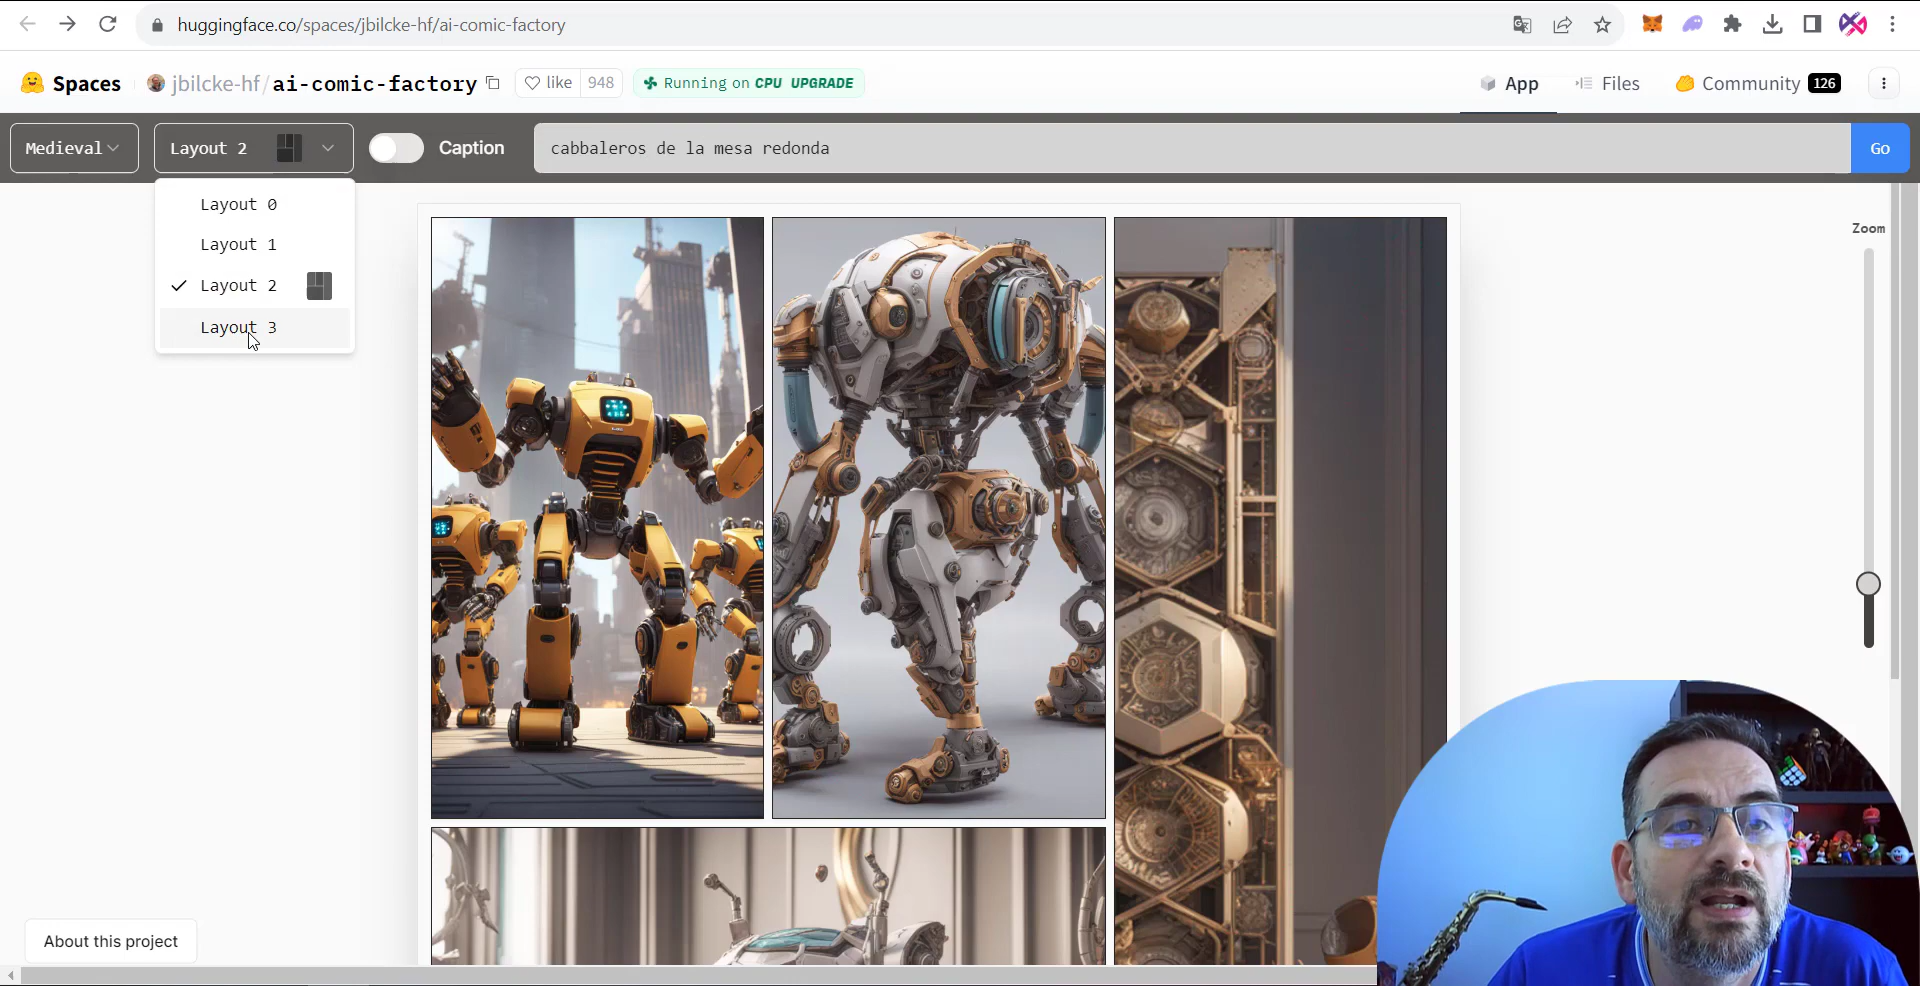 huggingface.co/spaces/jbilcke-hf/ai-comic-factory
Spaces jbilcke-hf/ai-comic-factory like 948 Running on CPU UPGRADE App Files Community 126
Medieval Layout 2 Caption cabbaleros de la mesa redonda Go
Layout 0
Layout 1
Layout 2
Layout 3
Zoom
About this project